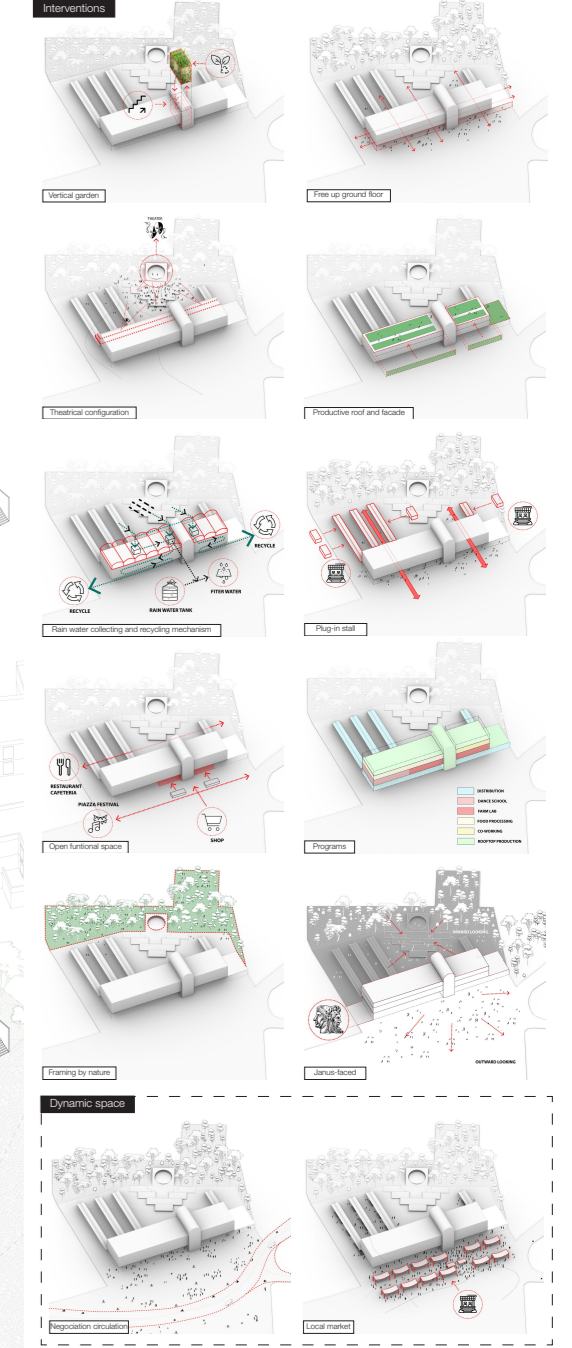 Interventions
Vertical garden
Free up ground floor
THEATER
Theatrical configuration
Productive roof and facade
RECYCLE
RECYCLE
RAIN WATER TANK
FITER WATER
Rain water collecting and recycling mechanism
Plug-in stall
RESTAURANT
CAFETERIA
PIAZZA FESTIVAL
SHOP
Open funtional space
DISTRIBUTION
DANCE SCHOOL
FARM LAB
FOOD PROCESSING
CO-WORKING
ROOFTOP PRODUCTION
Programs
Framing by nature
INWARD LOOKING
OUTWARD LOOKING
Janus-faced
Dynamic space
Negociation circulation
Local market